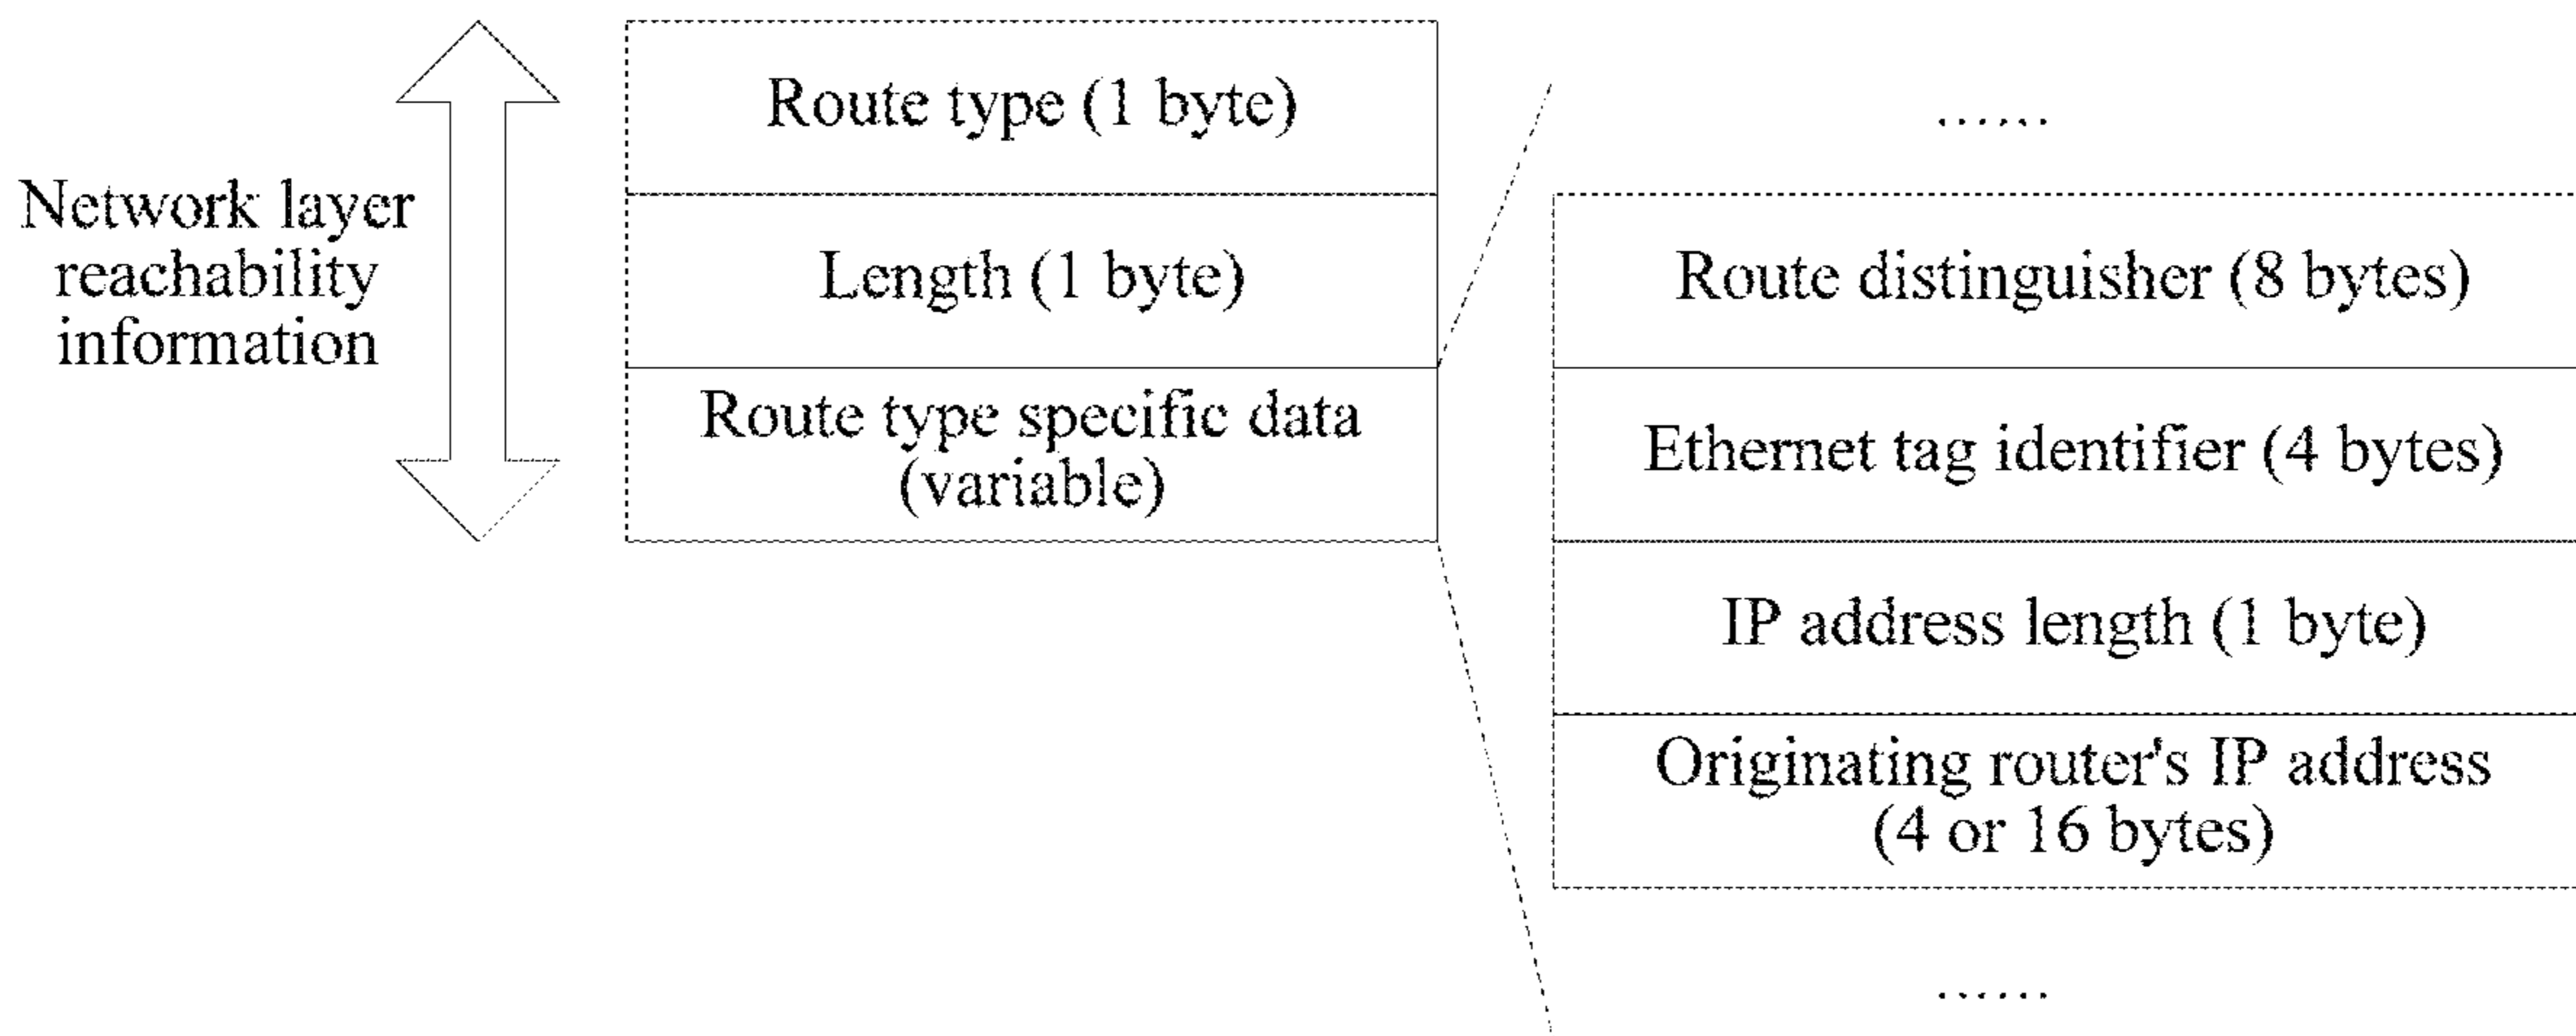 Network layer
reachability
information
Route type (1 byte)
Length (1 byte)
Route type specific data
(variable)
......
Route distinguisher (8 bytes)
Ethernet tag identifier (4 bytes)
IP address length (1 byte)
Originating router's IP address
(4 or 16 bytes)
......